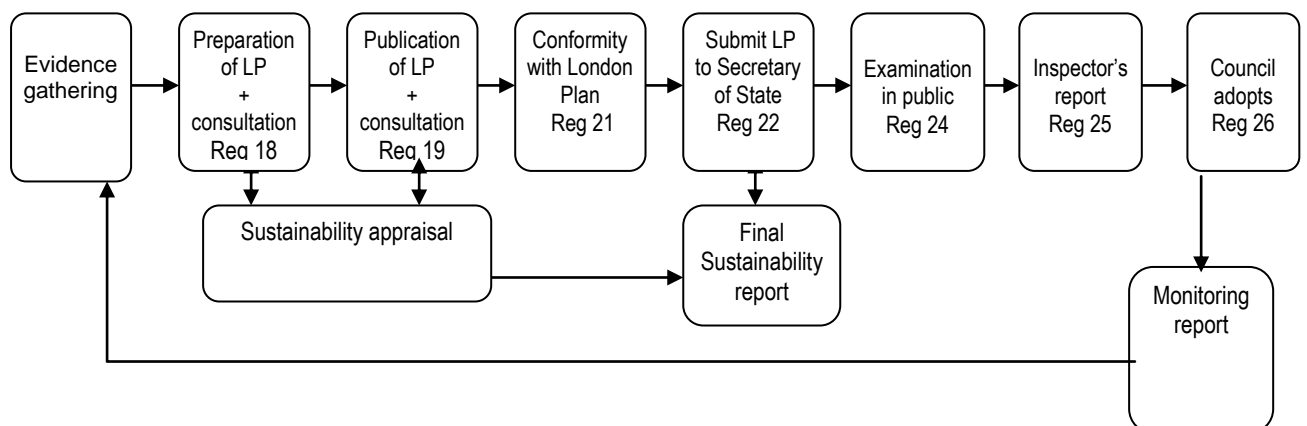 Evidence
gathering
Preparation
of LP
+
consultation
Reg 18
Publication
of LP
+
consultation
Reg 19
Conformity
with London
Plan
Reg 21
Submit LP
to Secretary
of State
Reg 22
Examination
in public
Reg 24
Inspector's
report
Reg 25
Council
adopts
Reg 26
Sustainability appraisal
Final
Sustainability
report
Monitoring
report